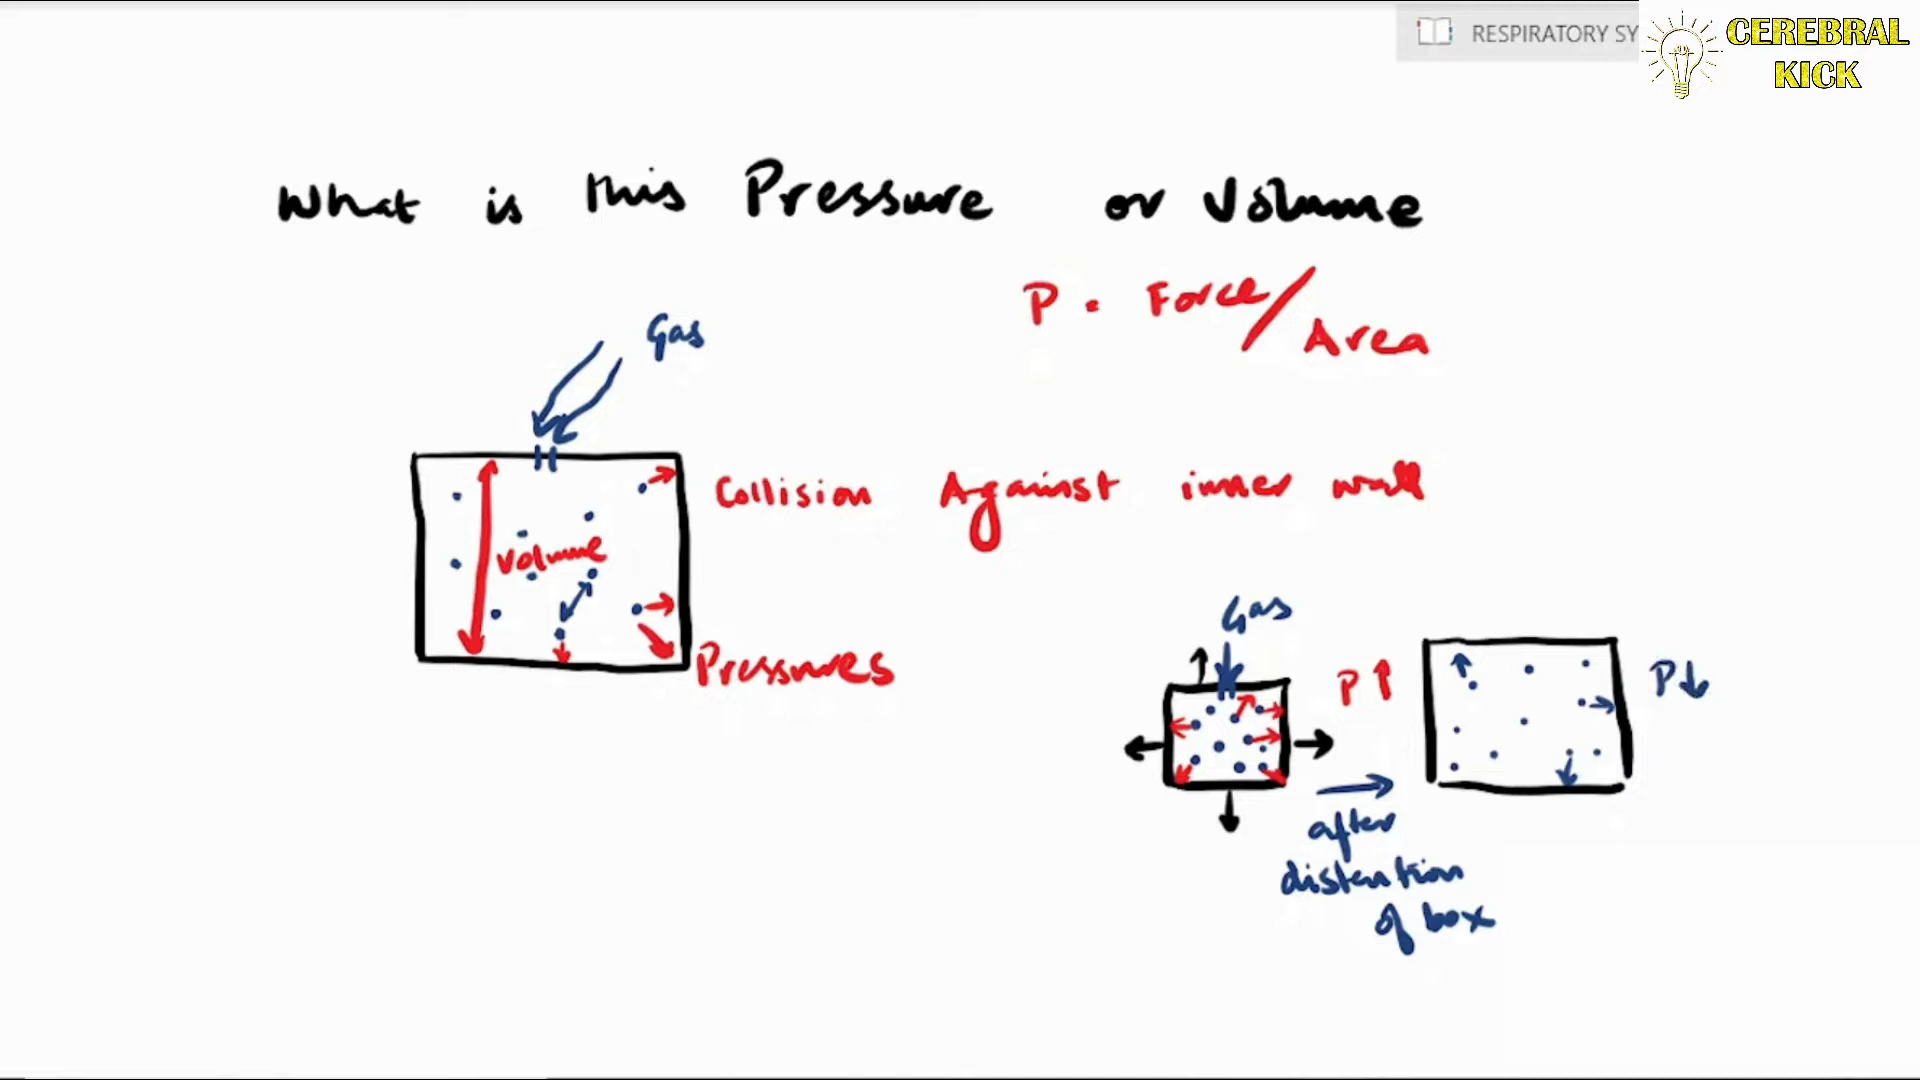 RESPIRATORY SY
CEREBRAL
KICK
What is this Pressure or Volume
P = Force/
Area
Gas
Collision Against inner wall
Volume
Pressures
Gas
P↑
P↓
after
distention
of box